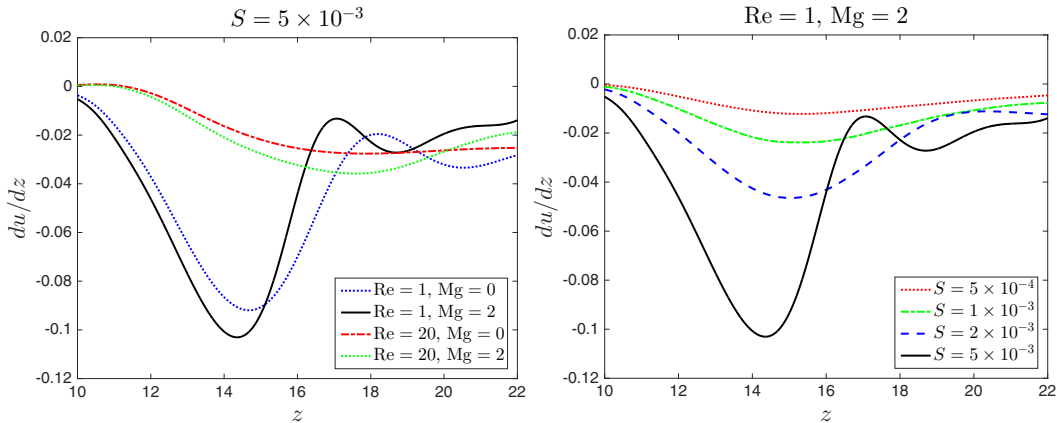 S = 5 × 10⁻³
0.02
0
-0.02
-0.04
-0.06
-0.08
-0.1
-0.12
du/dz
10 12 14 16 18 20 22
z
Re = 1, Mg = 0
Re = 1, Mg = 2
Re = 20, Mg = 0
Re = 20, Mg = 2
Re = 1, Mg = 2
0.02
0
-0.02
-0.04
-0.06
-0.08
-0.1
-0.12
du/dz
10 12 14 16 18 20 22
z
S = 5 × 10⁻⁴
S = 1 × 10⁻³
S = 2 × 10⁻³
S = 5 × 10⁻³